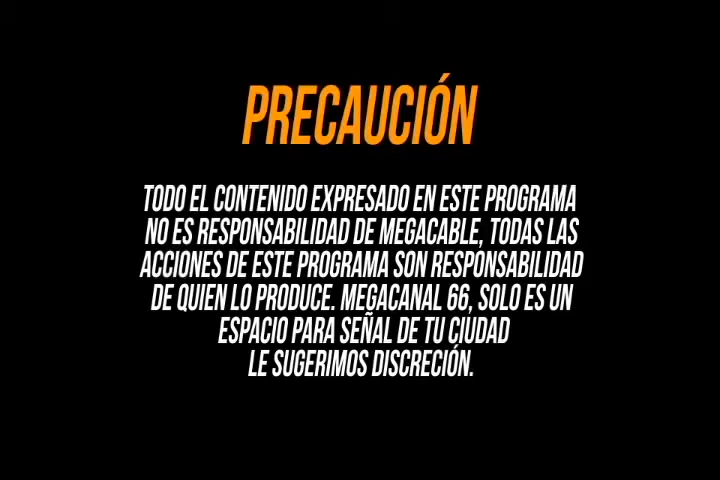 PRECAUCIÓN
TODO EL CONTENIDO EXPRESADO EN ESTE PROGRAMA
NO ES RESPONSABILIDAD DE MEGACABLE, TODAS LAS
ACCIONES DE ESTE PROGRAMA SON RESPONSABILIDAD
DE QUIEN LO PRODUCE. MEGACANAL 66, SOLO ES UN
ESPACIO PARA SEÑAL DE TU CIUDAD
LE SUGERIMOS DISCRECIÓN.